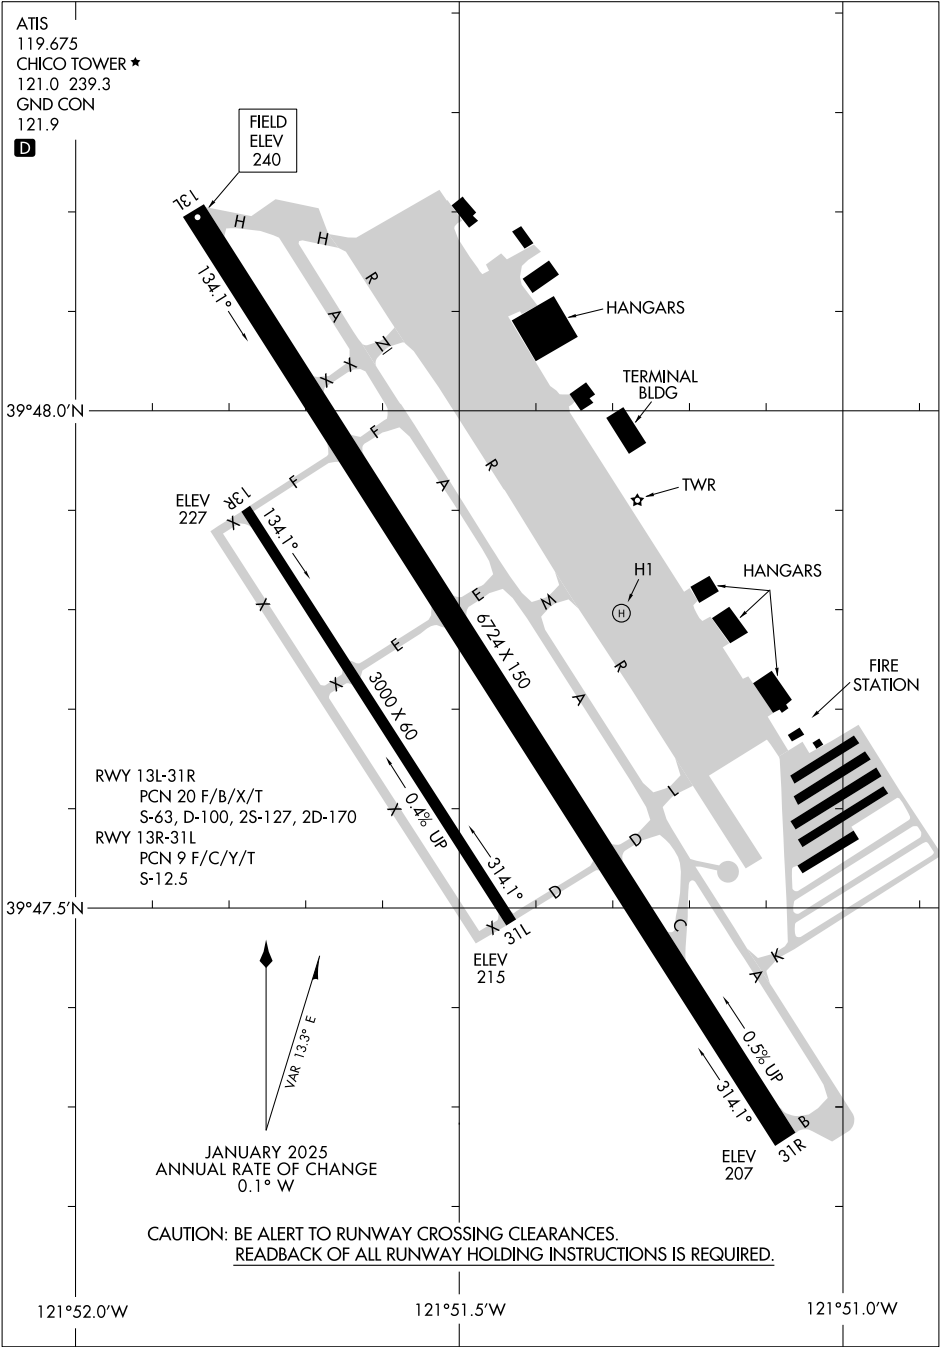 ATIS
119.675
CHICO TOWER ★
121.0 239.3
GND CON
121.9
D
FIELD
ELEV
240
13L
134.1°
H
H
R
A
N
X
X
HANGARS
TERMINAL
BLDG
39°48.0'N
F
F
R
A
TWR
ELEV
227
13R
X
134.1°
H1
H
HANGARS
X
E
E
M
6724 X 150
R
A
FIRE
STATION
X
3000 X 60
RWY 13L-31R
PCN 20 F/B/X/T
S-63, D-100, 2S-127, 2D-170
RWY 13R-31L
PCN 9 F/C/Y/T
S-12.5
X
0.4% UP
314.1°
L
D
D
39°47.5'N
X
31L
ELEV
215
C
K
A
VAR 13.3° E
0.5% UP
314.1°
B
31R
ELEV
207
JANUARY 2025
ANNUAL RATE OF CHANGE
0.1° W
CAUTION: BE ALERT TO RUNWAY CROSSING CLEARANCES.
READBACK OF ALL RUNWAY HOLDING INSTRUCTIONS IS REQUIRED.
121°52.0'W
121°51.5'W
121°51.0'W